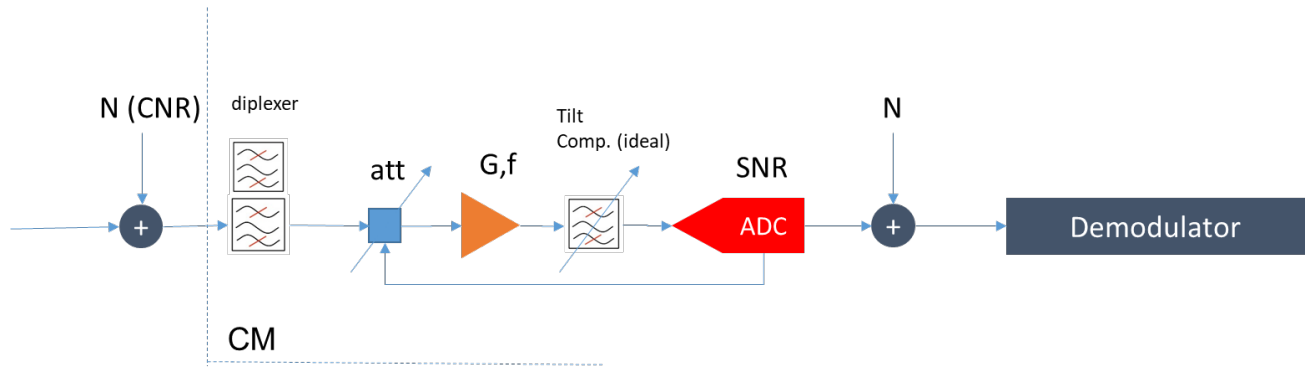 N (CNR)
diplexer
att
G,f
Tilt
Comp. (ideal)
SNR
ADC
N
+
+
Demodulator
CM